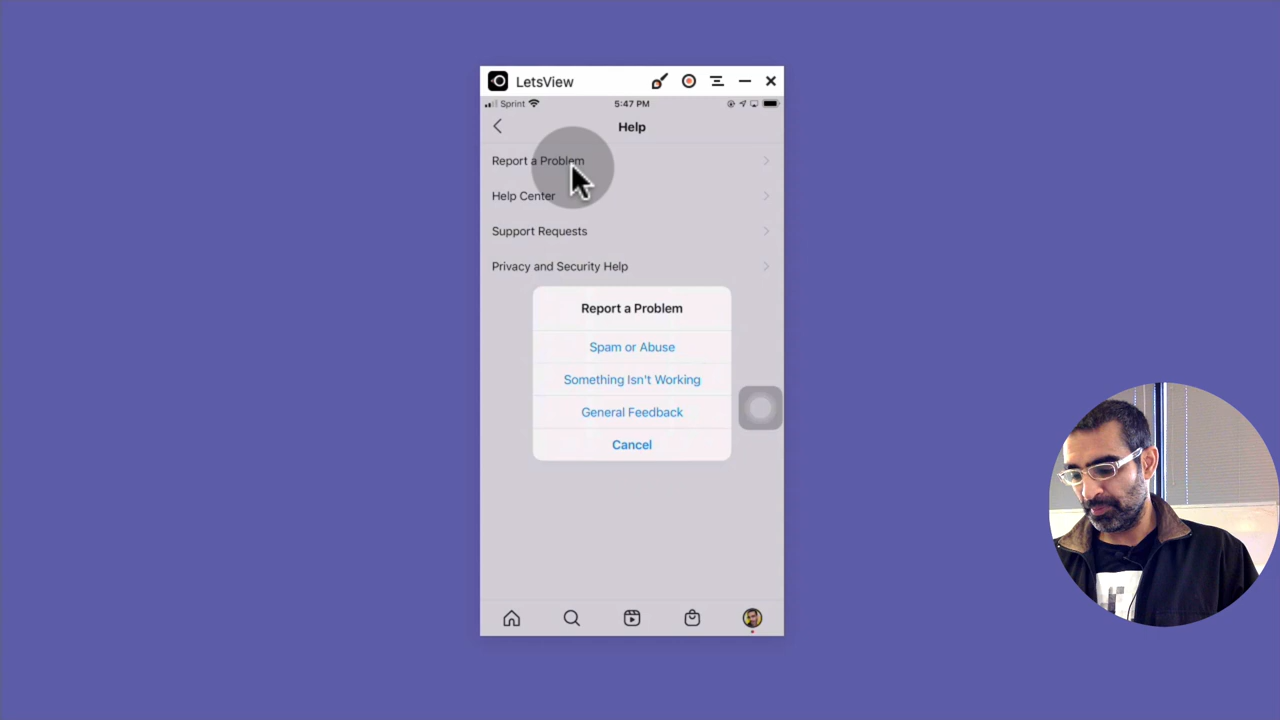 LetsView
Sprint
5:47 PM
Help
Report a Problem
Help Center
Support Requests
Privacy and Security Help
Report a Problem
Spam or Abuse
Something Isn't Working
General Feedback
Cancel